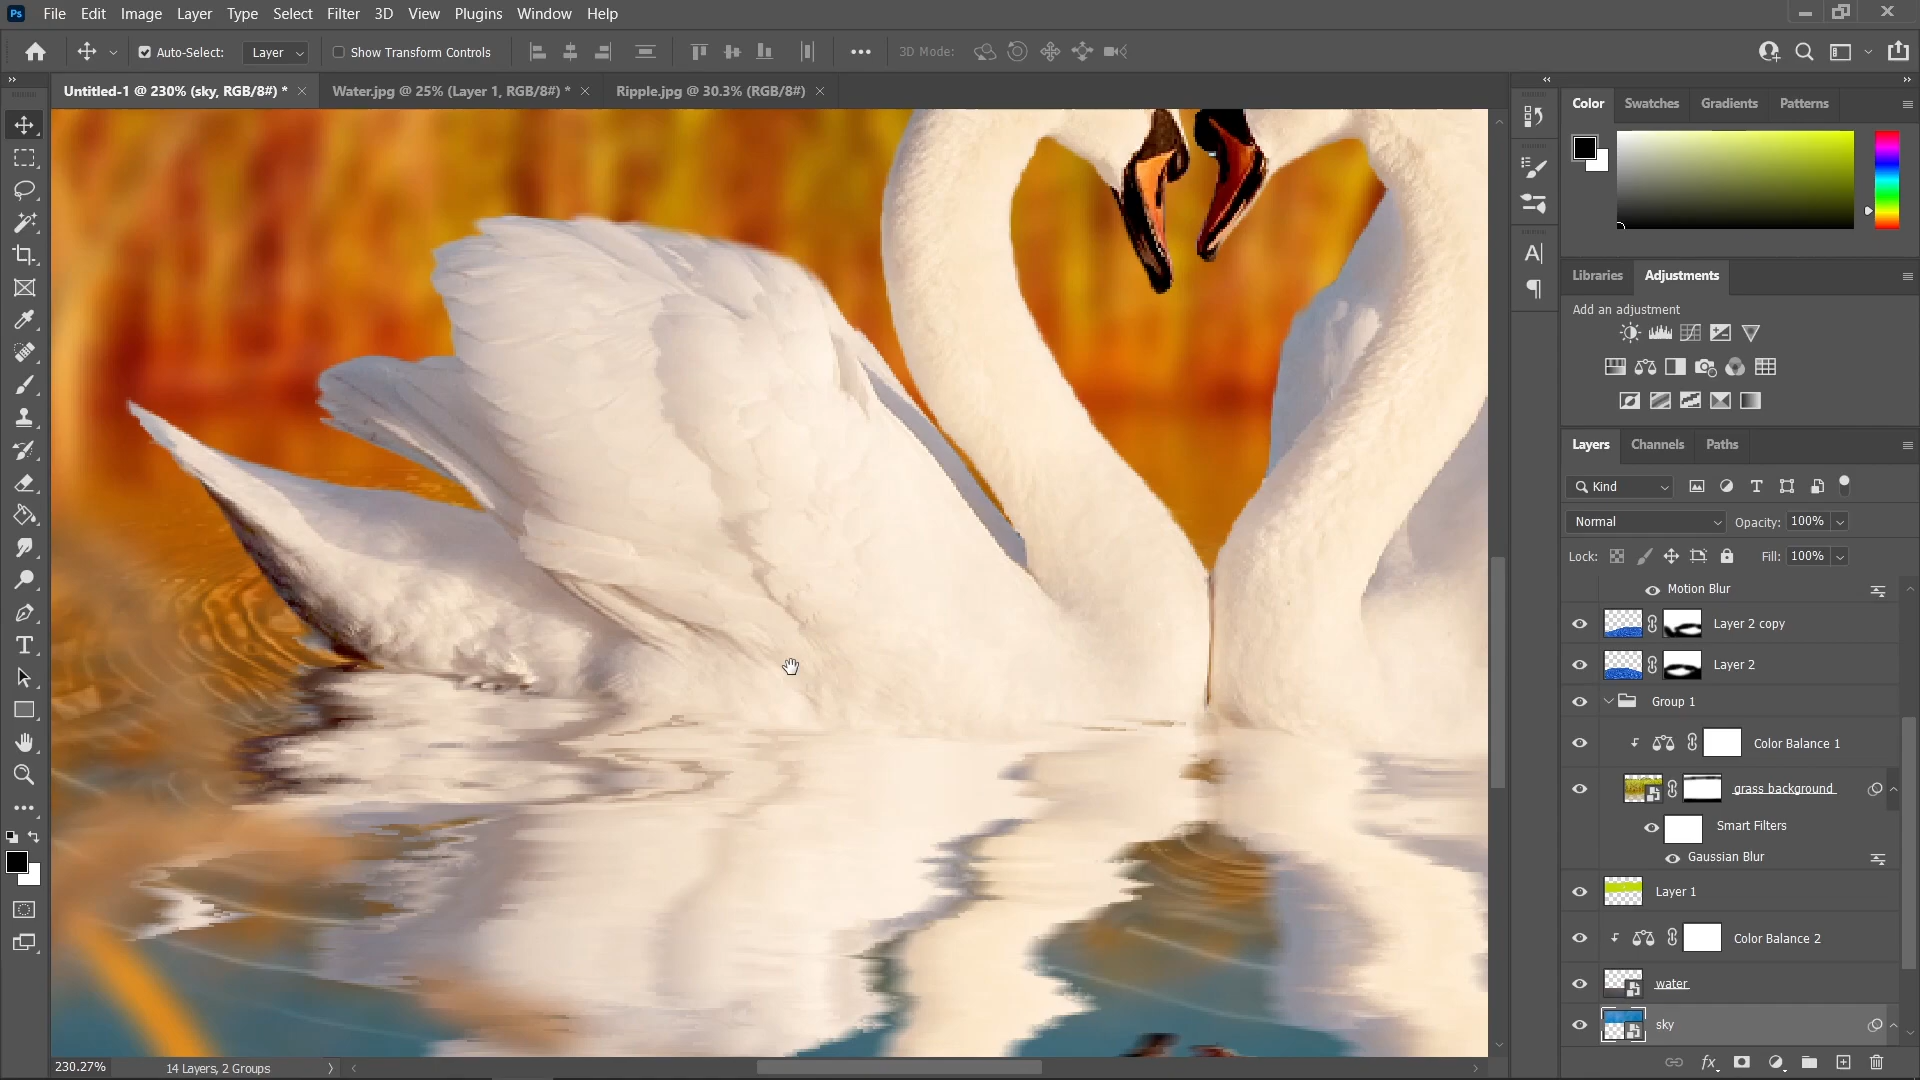 Ps File Edit Image Layer Type Select Filter 3D View Plugins Window Help
Auto-Select: Layer Show Transform Controls 3D Mode:
Untitled-1 @ 230% (sky, RGB/8#) * Water.jpg @ 25% (Layer 1, RGB/8#) * Ripple.jpg @ 30.3% (RGB/8#)
Color Swatches Gradients Patterns
Libraries Adjustments
Add an adjustment
Layers Channels Paths
Kind
Normal Opacity: 100%
Lock: Fill: 100%
Motion Blur
Layer 2 copy
Layer 2
Group 1
Color Balance 1
grass background
Smart Filters
Gaussian Blur
Layer 1
Color Balance 2
water
sky
fx
230.27% 14 Layers, 2 Groups